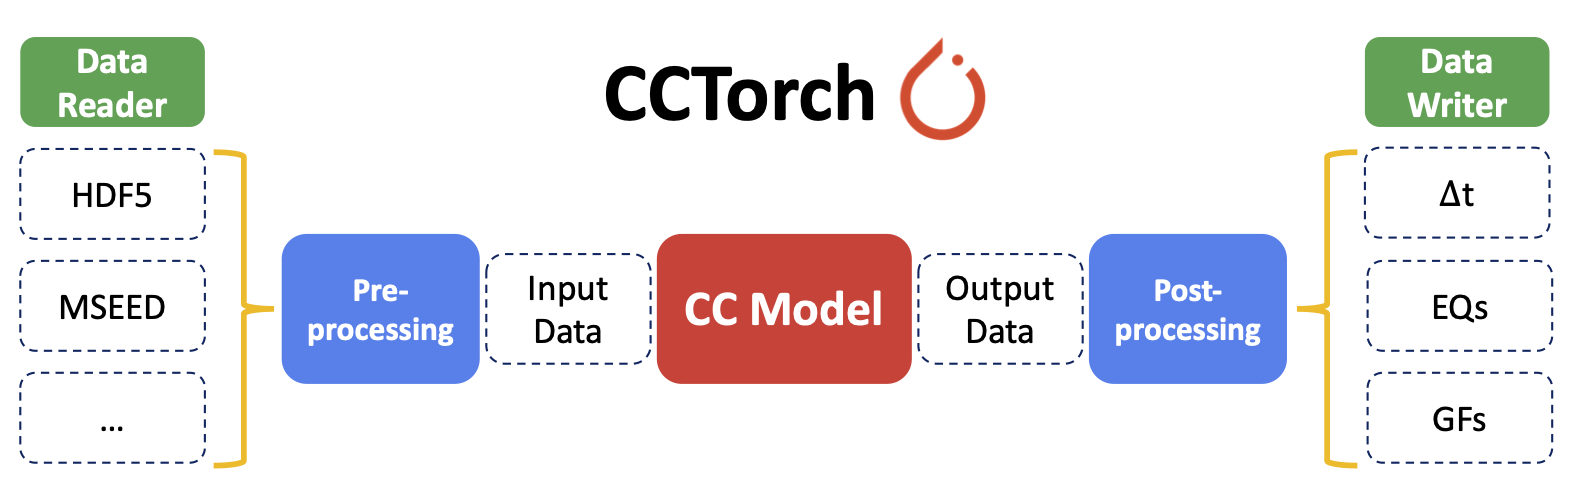 CCTorch
Data
Reader
HDF5
MSEED
...
Pre-
processing
Input
Data
CC Model
Output
Data
Post-
processing
Data
Writer
Δt
EQs
GFs